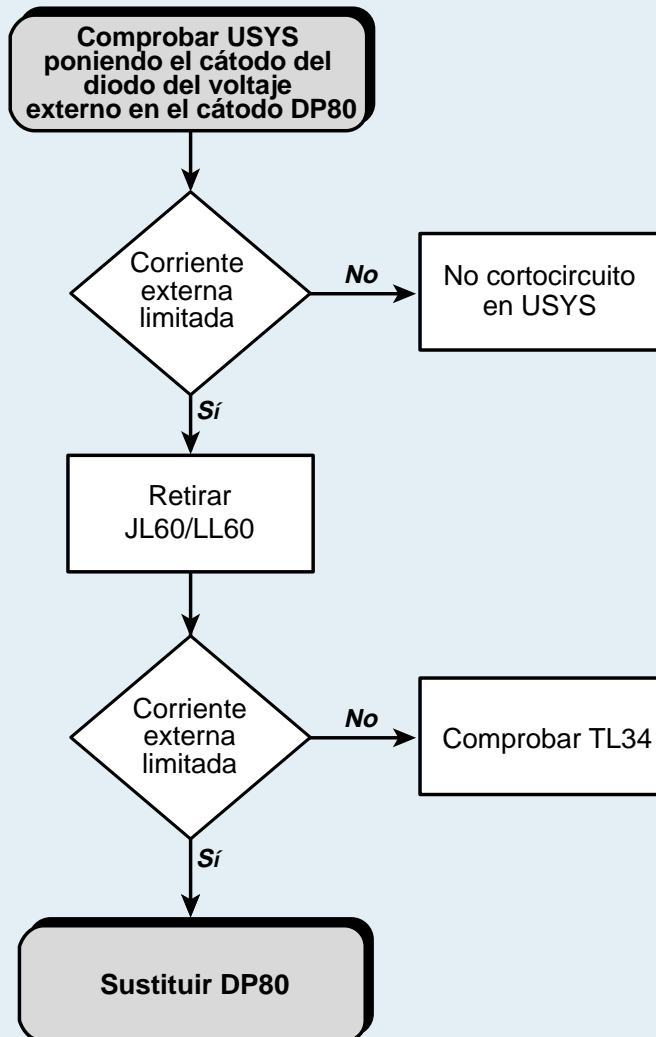 Comprobar USYS
poniendo el cátodo del
diodo del voltaje
externo en el cátodo DP80
Corriente
externa
limitada
No
No cortocircuito
en USYS
Sí
Retirar
JL60/LL60
Corriente
externa
limitada
No
Comprobar TL34
Sí
Sustituir DP80